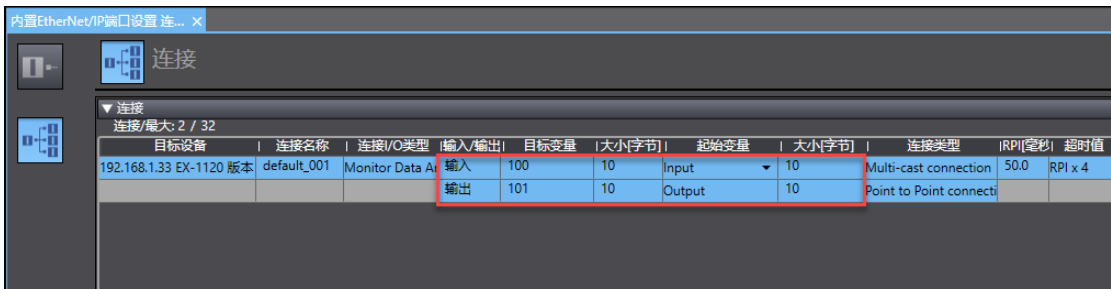 内置EtherNet/IP端口设置 连... ×
连接
▼连接
连接/最大: 2 / 32
目标设备 连接名称 连接I/O类型 输入/输出 目标变量 大小[字节] 起始变量 大小[字节] 连接类型 RPI[毫秒] 超时值
192.168.1.33 EX-1120 版本 default_001 Monitor Data A 输入 100 10 Input 10 Multi-cast connection 50.0 RPI x 4
输出 101 10 Output 10 Point to Point connecti